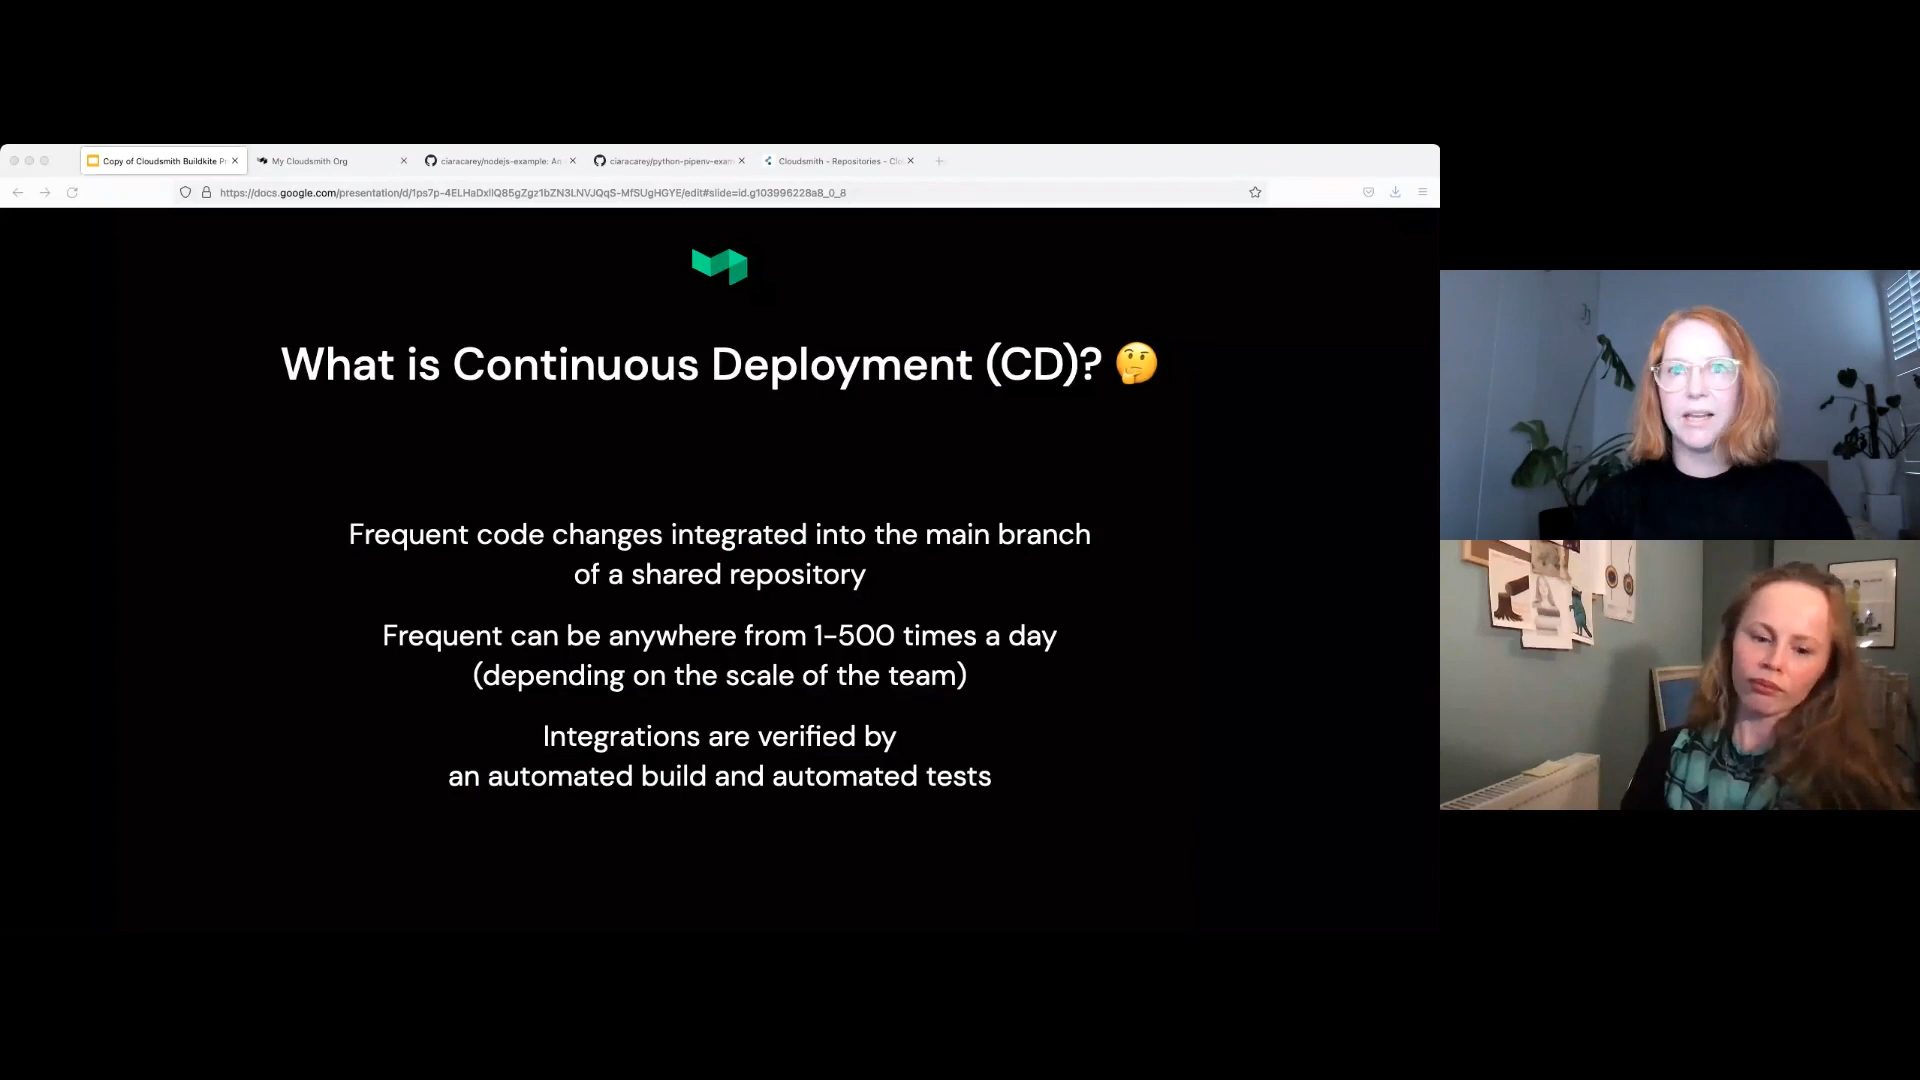 Copy of Cloudsmith Buildkite P
My Cloudsmith Org
ciaracarey/nodejs-example: An
ciaracarey/python-pipenv-exam
Cloudsmith - Repositories - Clo
https://docs.google.com/presentation/d/1ps7p-4ELHaDxIlQ85gZgz1bZN3LNVJQqS-MfSUgHGYE/edit#slide=id.g103996228a8_0_8
What is Continuous Deployment (CD)? 🤔
Frequent code changes integrated into the main branch
of a shared repository
Frequent can be anywhere from 1-500 times a day
(depending on the scale of the team)
Integrations are verified by
an automated build and automated tests